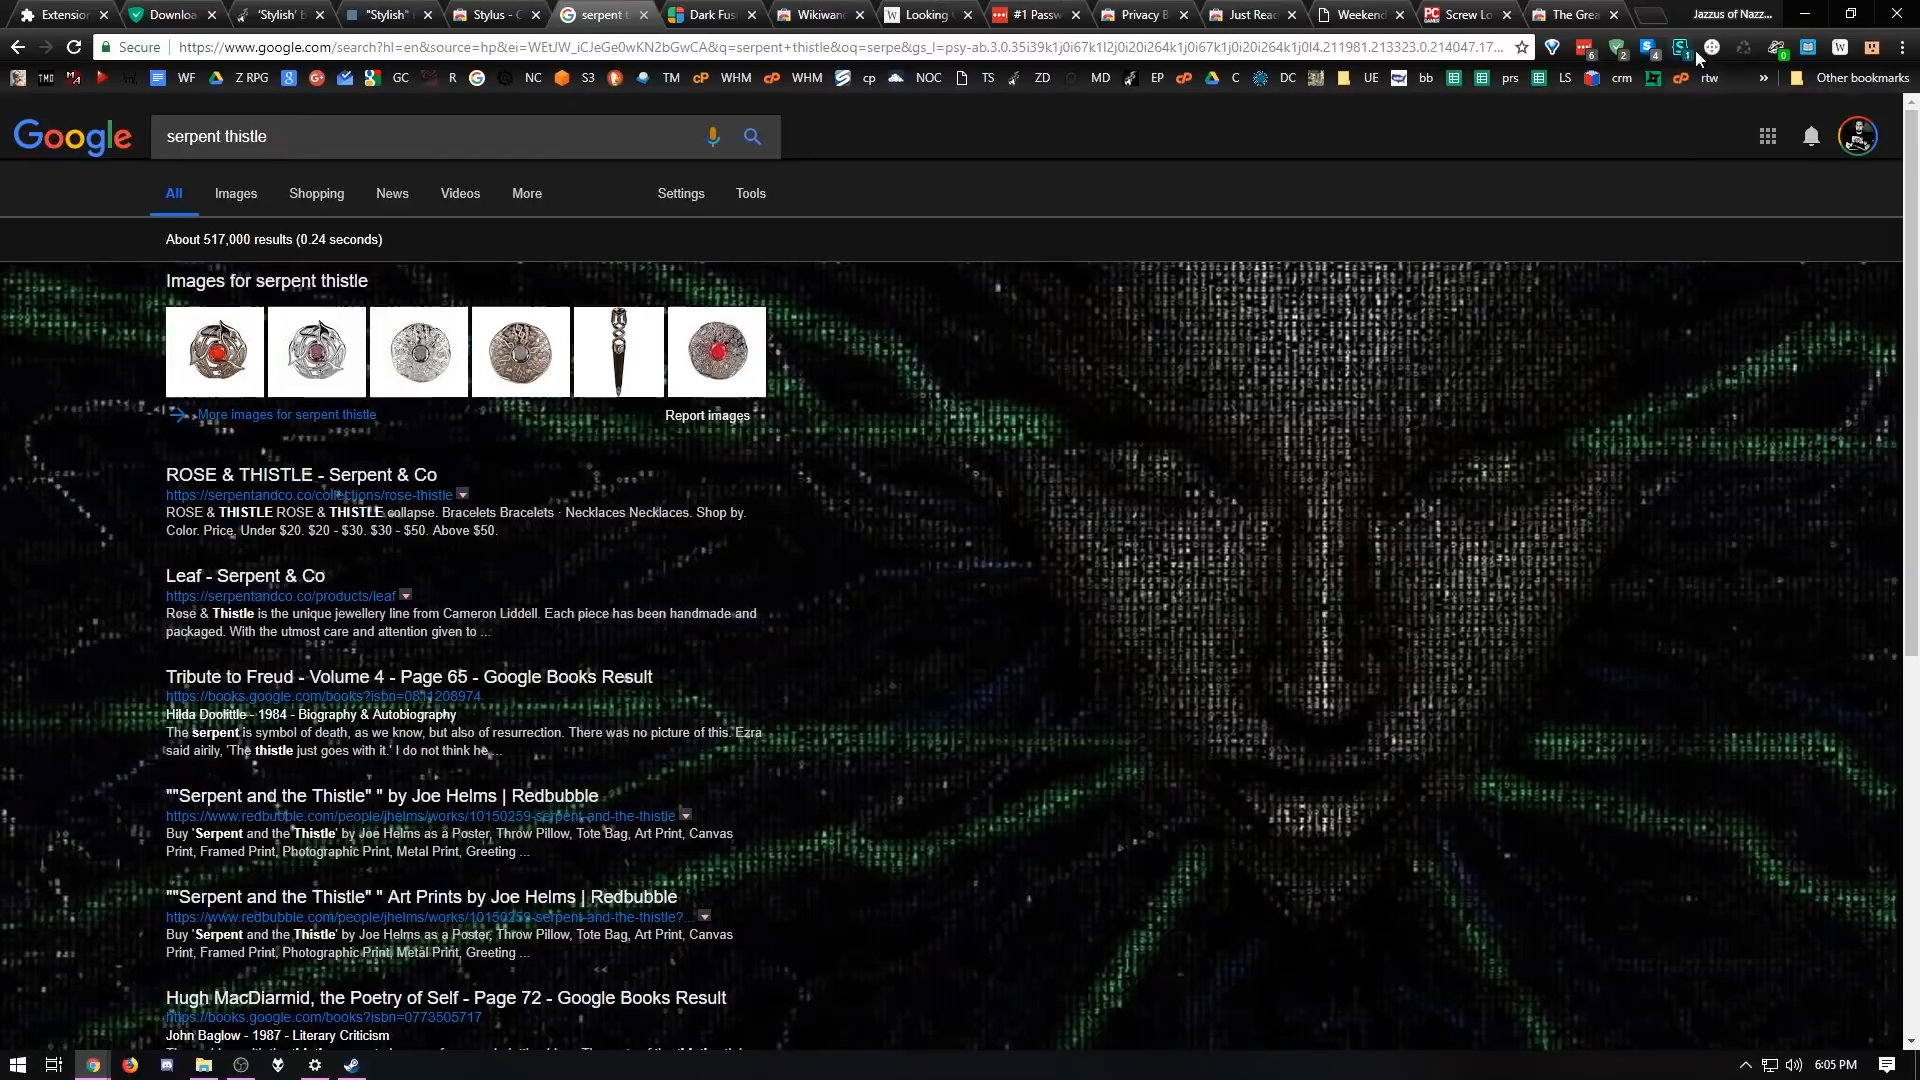 Extension
Downloa
'Stylish' b
"Stylish"
Stylus - C
serpent t
Dark Fus
Wikiwan
Looking
#1 Passw
Privacy B
Just Read
Weekend
Screw Lo
The Grea
Jazzus of Nazz...
Secure
https://www.google.com/search?hl=en&source=hp&ei=WEtJW_iCJeGe0wKN2bGwCA&q=serpent+thistle&oq=serpe&gs_l=psy-ab.3.0.35i39k1j0i67k1l2j0i20i264k1j0i67k1j0i20i264k1j0l4.211981.213323.0.214047.17...
6
2
4
1
0
TMD
WF
Z RPG
GC
R
NC
S3
TM
WHM
WHM
cp
NOC
TS
ZD
MD
EP
C
DC
UE
bb
prs
LS
crm
rtw
»
Other bookmarks
Google
serpent thistle
All
Images
Shopping
News
Videos
More
Settings
Tools
About 517,000 results (0.24 seconds)
Images for serpent thistle
More images for serpent thistle
Report images
ROSE & THISTLE - Serpent & Co
https://serpentandco.co/collections/rose-thistle
ROSE & THISTLE ROSE & THISTLE collapse. Bracelets Bracelets · Necklaces Necklaces. Shop by.
Color. Price. Under $20. $20 - $30. $30 - $50. Above $50.
Leaf - Serpent & Co
https://serpentandco.co/products/leaf
Rose & Thistle is the unique jewellery line from Cameron Liddell. Each piece has been handmade and
packaged. With the utmost care and attention given to ...
Tribute to Freud - Volume 4 - Page 65 - Google Books Result
https://books.google.com/books?isbn=0811208974
Hilda Doolittle - 1984 - Biography & Autobiography
The serpent is symbol of death, as we know, but also of resurrection. There was no picture of this. Ezra
said airily, 'The thistle just goes with it.' I do not think he ...
""Serpent and the Thistle" " by Joe Helms | Redbubble
https://www.redbubble.com/people/jhelms/works/10150259-serpent-and-the-thistle
Buy 'Serpent and the Thistle' by Joe Helms as a Poster, Throw Pillow, Tote Bag, Art Print, Canvas
Print, Framed Print, Photographic Print, Metal Print, Greeting ...
""Serpent and the Thistle" " Art Prints by Joe Helms | Redbubble
https://www.redbubble.com/people/jhelms/works/10150259-serpent-and-the-thistle?...
Buy 'Serpent and the Thistle' by Joe Helms as a Poster, Throw Pillow, Tote Bag, Art Print, Canvas
Print, Framed Print, Photographic Print, Metal Print, Greeting ...
Hugh MacDiarmid, the Poetry of Self - Page 72 - Google Books Result
https://books.google.com/books?isbn=0773505717
John Baglow - 1987 - Literary Criticism
6:05 PM